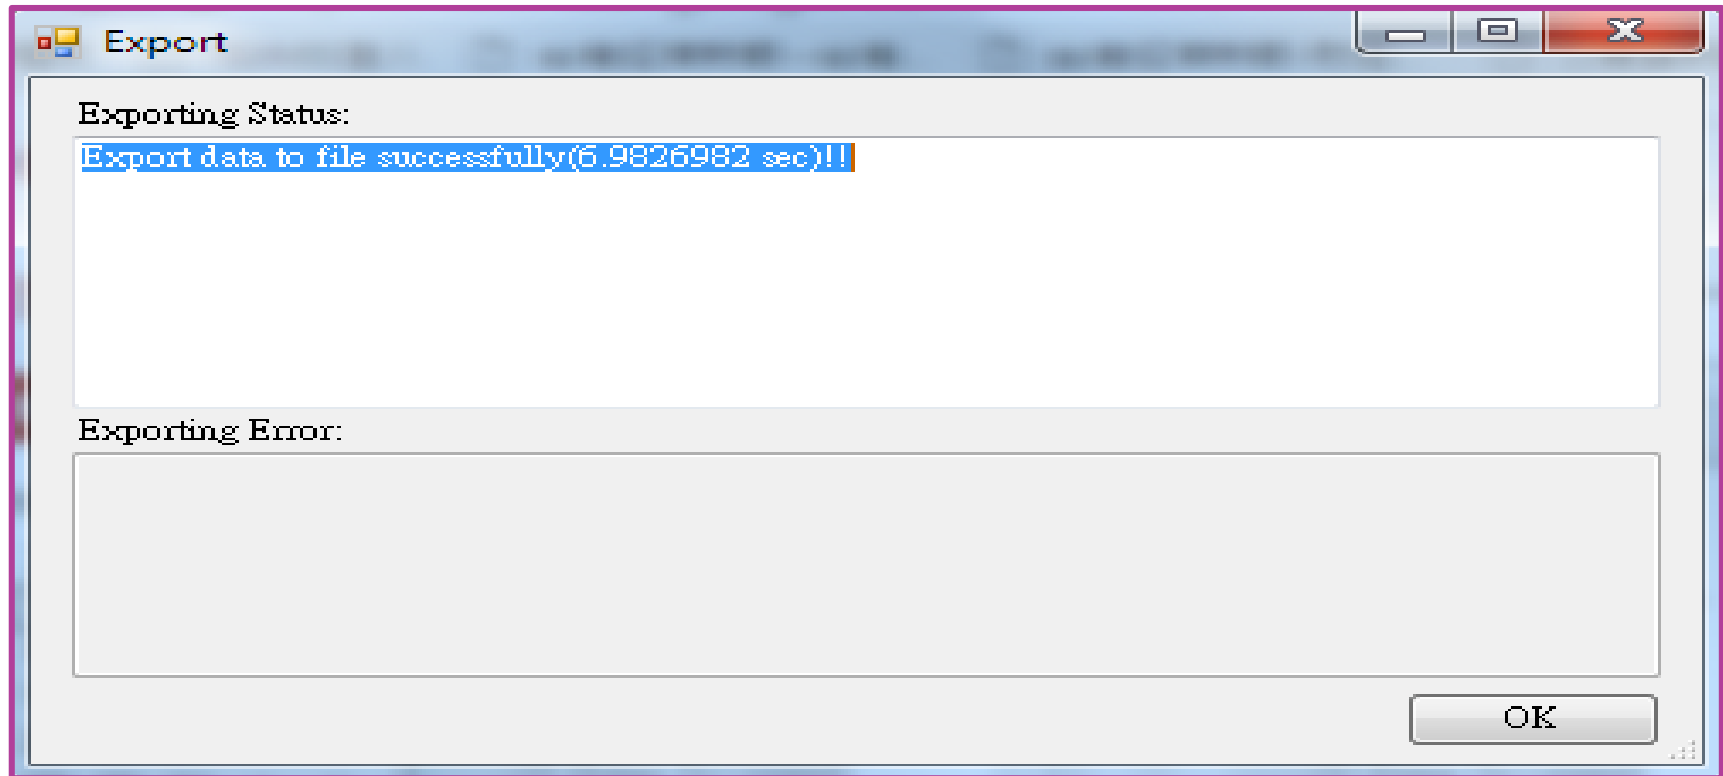 Export
Exporting Status:
Export data to file successfully(6.9826982 sec)!!
Exporting Error:
OK